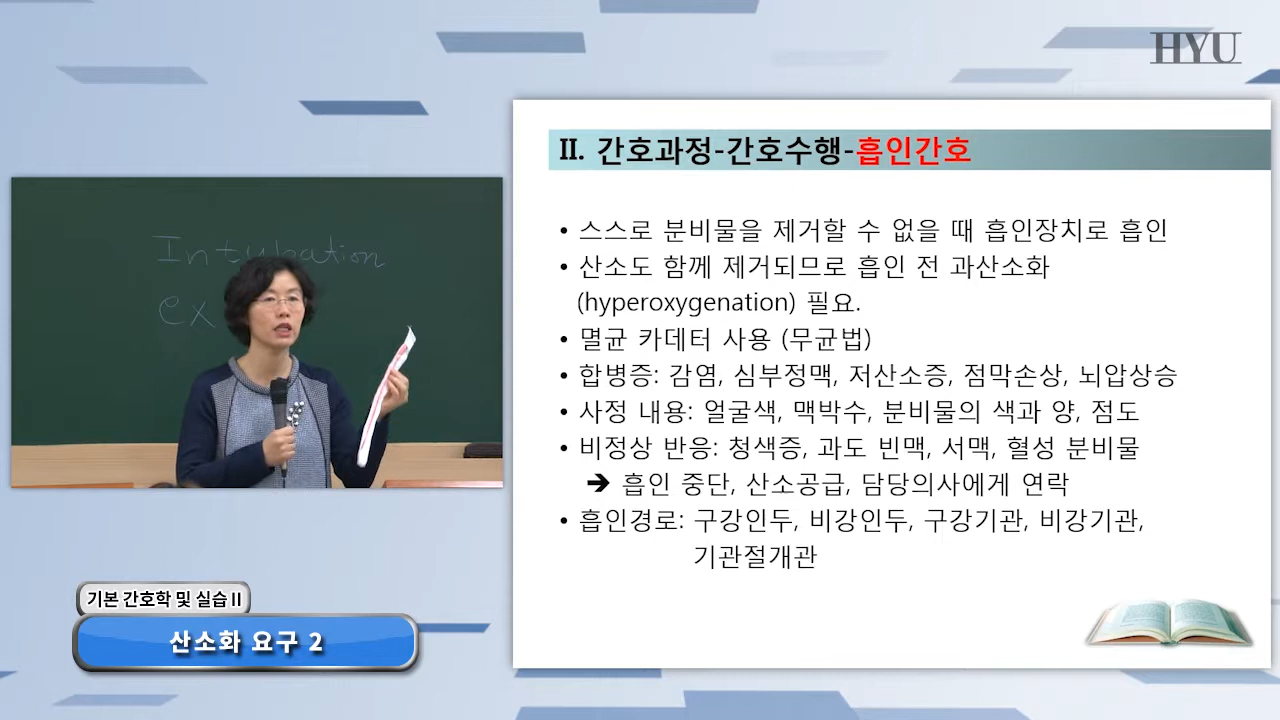 HYU
Intubation
ex
II. 간호과정-간호수행-흡인간호
• 스스로 분비물을 제거할 수 없을 때 흡인장치로 흡인
• 산소도 함께 제거되므로 흡인 전 과산소화
(hyperoxygenation) 필요.
• 멸균 카데터 사용 (무균법)
• 합병증: 감염, 심부정맥, 저산소증, 점막손상, 뇌압상승
• 사정 내용: 얼굴색, 맥박수, 분비물의 색과 양, 점도
• 비정상 반응: 청색증, 과도 빈맥, 서맥, 혈성 분비물
➔ 흡인 중단, 산소공급, 담당의사에게 연락
• 흡인경로: 구강인두, 비강인두, 구강기관, 비강기관,
기관절개관
기본 간호학 및 실습 II
산소화 요구 2